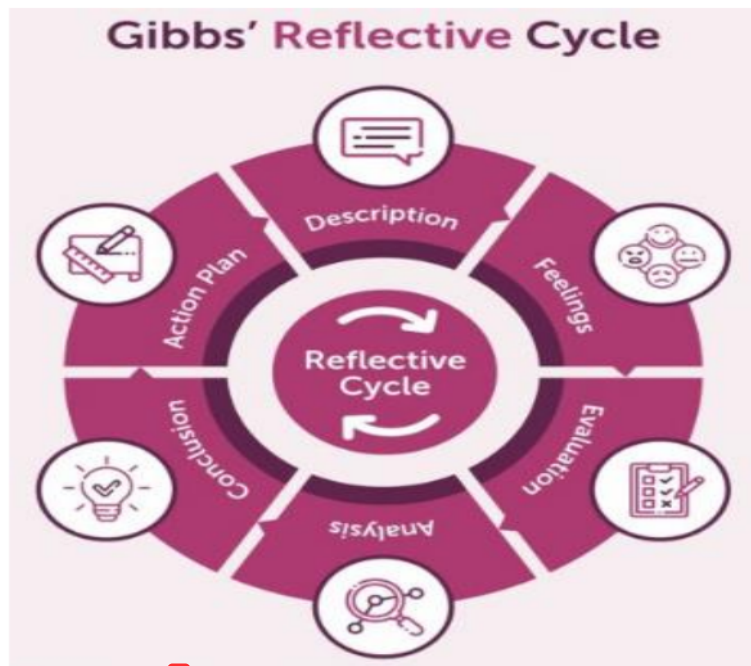 Gibbs’ Reflective Cycle
Description
Feelings
Evaluation
Analysis
Conclusion
Action Plan
Reflective
Cycle